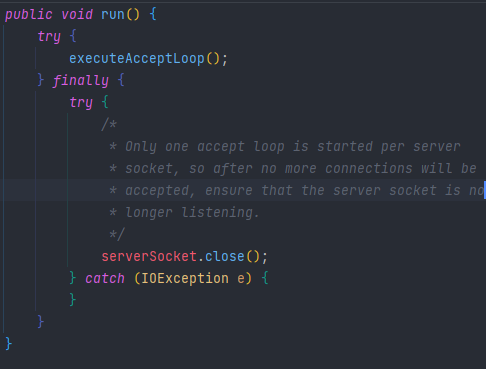 public void run() {
    try {
        executeAcceptLoop();
    } finally {
        try {
            /*
             * Only one accept loop is started per server
             * socket, so after no more connections will be
             * accepted, ensure that the server socket is no
             * longer listening.
             */
            serverSocket.close();
        } catch (IOException e) {
        }
    }
}